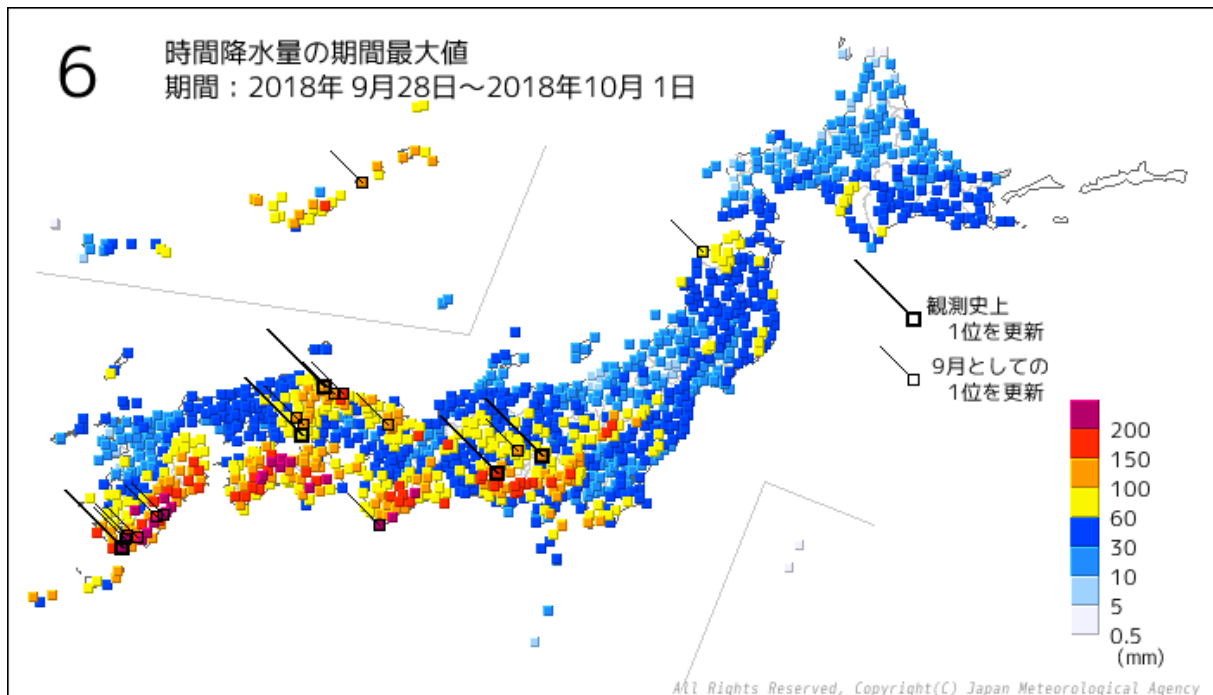 6 時間降水量の期間最大値
期間：2018年 9月28日～2018年10月 1日
観測史上
1位を更新
9月としての
1位を更新
200
150
100
60
30
10
5
0.5
(mm)
All Rights Reserved, Copyright(C) Japan Meteorological Agency